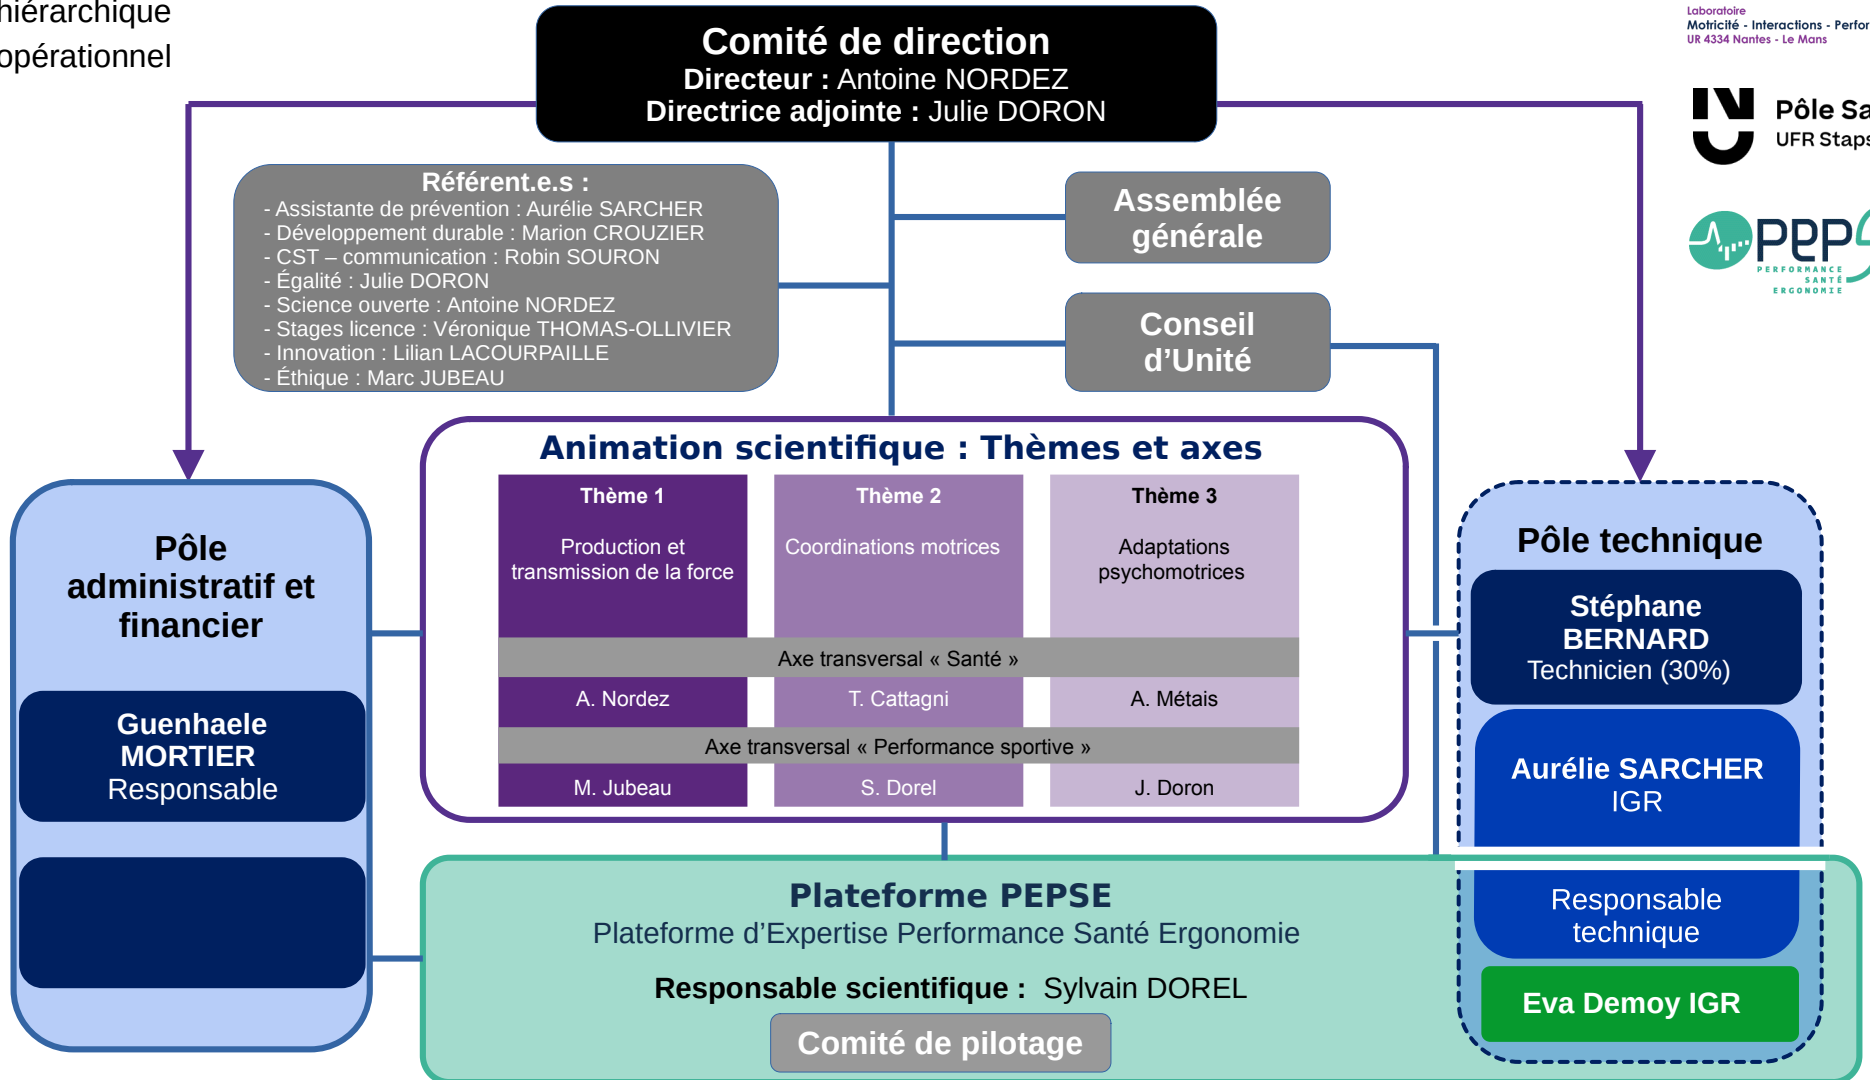 hiérarchique
opérationnel
Comité de direction
Directeur : Antoine NORDEZ
Directrice adjointe : Julie DORON
Laboratoire
Motricité - Interactions - Perfor
UR 4334 Nantes - Le Mans
Pôle Sa
UFR Staps
PEPS
PERFORMANCE
SANTÉ
ERGONOMIE
Référent.e.s :
- Assistante de prévention : Aurélie SARCHER
- Développement durable : Marion CROUZIER
- CST – communication : Robin SOURON
- Égalité : Julie DORON
- Science ouverte : Antoine NORDEZ
- Stages licence : Véronique THOMAS-OLLIVIER
- Innovation : Lilian LACOURPAILLE
- Éthique : Marc JUBEAU
Assemblée
générale
Conseil
d’Unité
Animation scientifique : Thèmes et axes
Thème 1
Production et
transmission de la force
Thème 2
Coordinations motrices
Thème 3
Adaptations
psychomotrices
Axe transversal « Santé »
A. Nordez
T. Cattagni
A. Métais
Axe transversal « Performance sportive »
M. Jubeau
S. Dorel
J. Doron
Pôle
administratif et
financier
Guenhaele
MORTIER
Responsable
Pôle technique
Stéphane
BERNARD
Technicien (30%)
Aurélie SARCHER
IGR
Responsable
technique
Eva Demoy IGR
Plateforme PEPSE
Plateforme d’Expertise Performance Santé Ergonomie
Responsable scientifique : Sylvain DOREL
Comité de pilotage